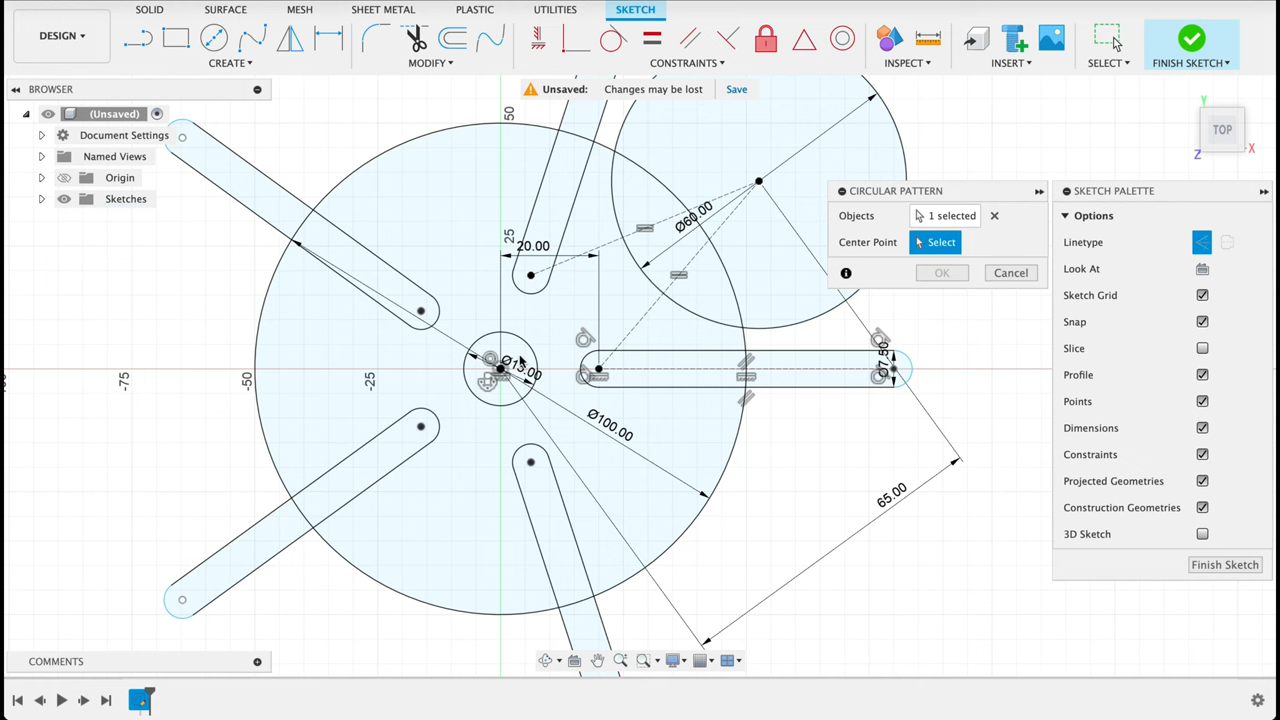 SOLID SURFACE MESH SHEET METAL PLASTIC UTILITIES SKETCH
DESIGN
CREATE MODIFY CONSTRAINTS INSPECT INSERT SELECT FINISH SKETCH
BROWSER
Unsaved: Changes may be lost Save
(Unsaved)
Document Settings
Named Views
Origin
Sketches
50
25
-75
-50
-25
20.00
Ø60.00
Ø15.00
Ø7.50
Ø100.00
65.00
TOP
Y
X
Z
CIRCULAR PATTERN
Objects 1 selected
Center Point Select
OK Cancel
SKETCH PALETTE
Options
Linetype
Look At
Sketch Grid
Snap
Slice
Profile
Points
Dimensions
Constraints
Projected Geometries
Construction Geometries
3D Sketch
Finish Sketch
COMMENTS